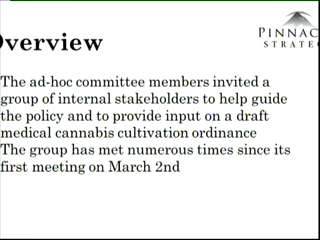 Overview
PINNAC
STRATE
The ad-hoc committee members invited a
group of internal stakeholders to help guide
the policy and to provide input on a draft
medical cannabis cultivation ordinance
The group has met numerous times since its
first meeting on March 2nd